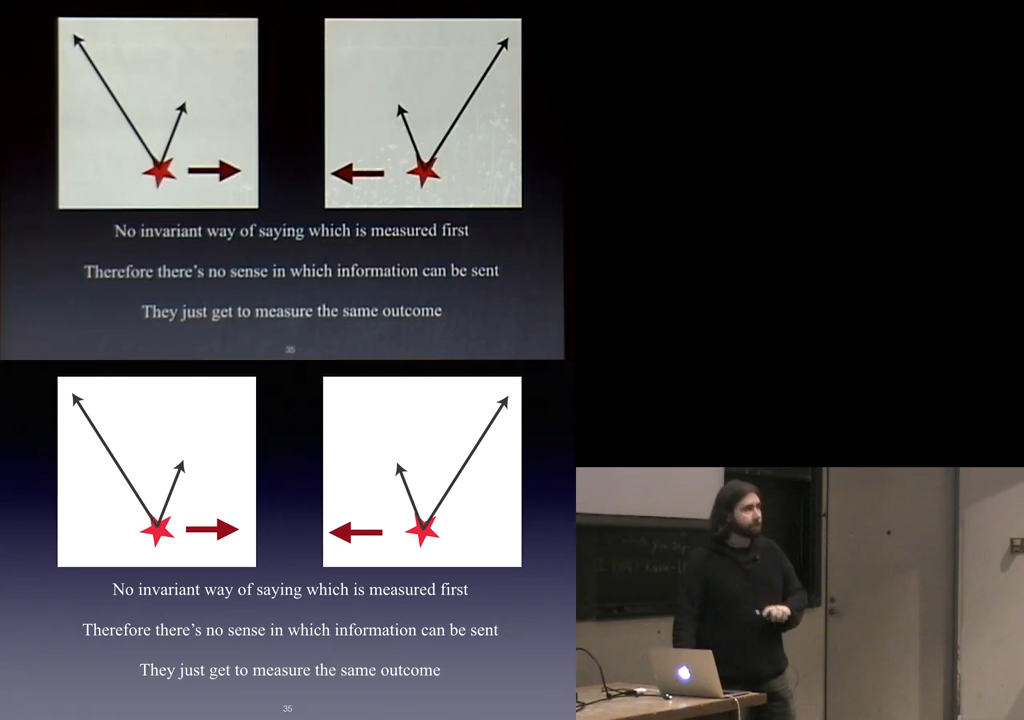 No invariant way of saying which is measured first
Therefore there's no sense in which information can be sent
They just get to measure the same outcome
35
No invariant way of saying which is measured first
Therefore there's no sense in which information can be sent
They just get to measure the same outcome
35